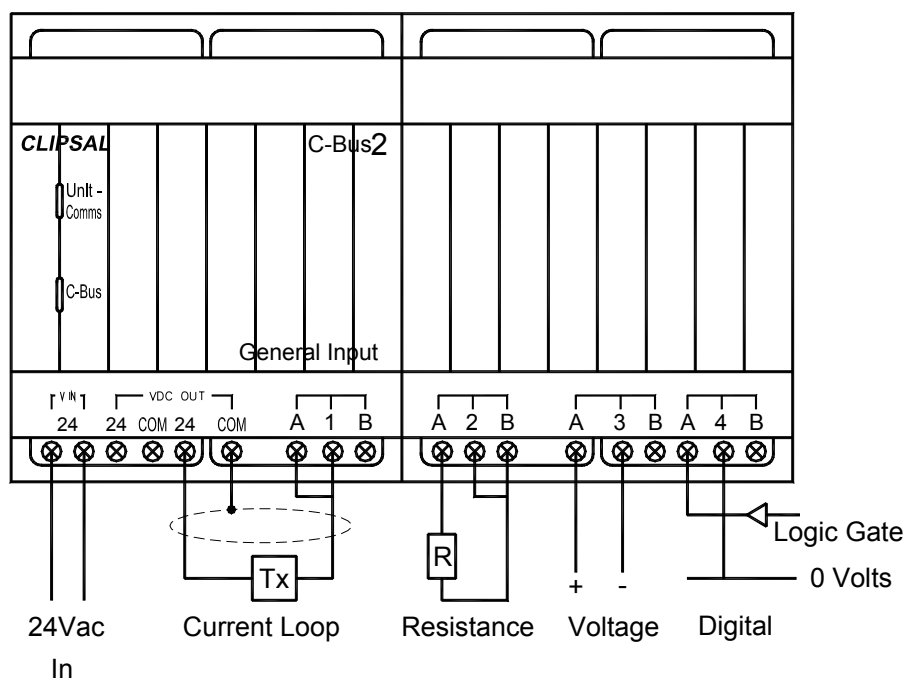 CLIPSAL C-Bus2
UnIt -
Comms
C-Bus
General Input
V IN VDC OUT
24 24 COM 24 COM A 1 B A 2 B A 3 B A 4 B
Logic Gate
R
Tx
+ - 0 Volts
24Vac Current Loop Resistance Voltage Digital
In